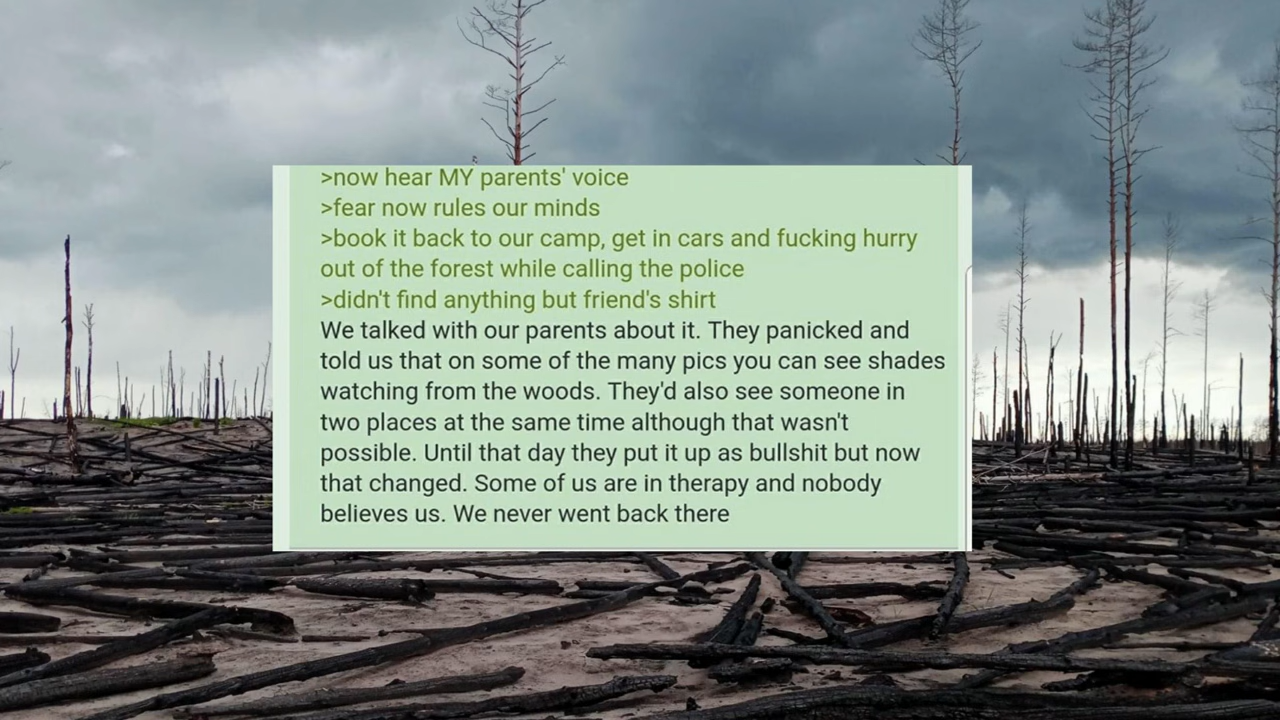 >now hear MY parents' voice
>fear now rules our minds
>book it back to our camp, get in cars and fucking hurry
out of the forest while calling the police
>didn't find anything but friend's shirt
We talked with our parents about it. They panicked and
told us that on some of the many pics you can see shades
watching from the woods. They'd also see someone in
two places at the same time although that wasn't
possible. Until that day they put it up as bullshit but now
that changed. Some of us are in therapy and nobody
believes us. We never went back there